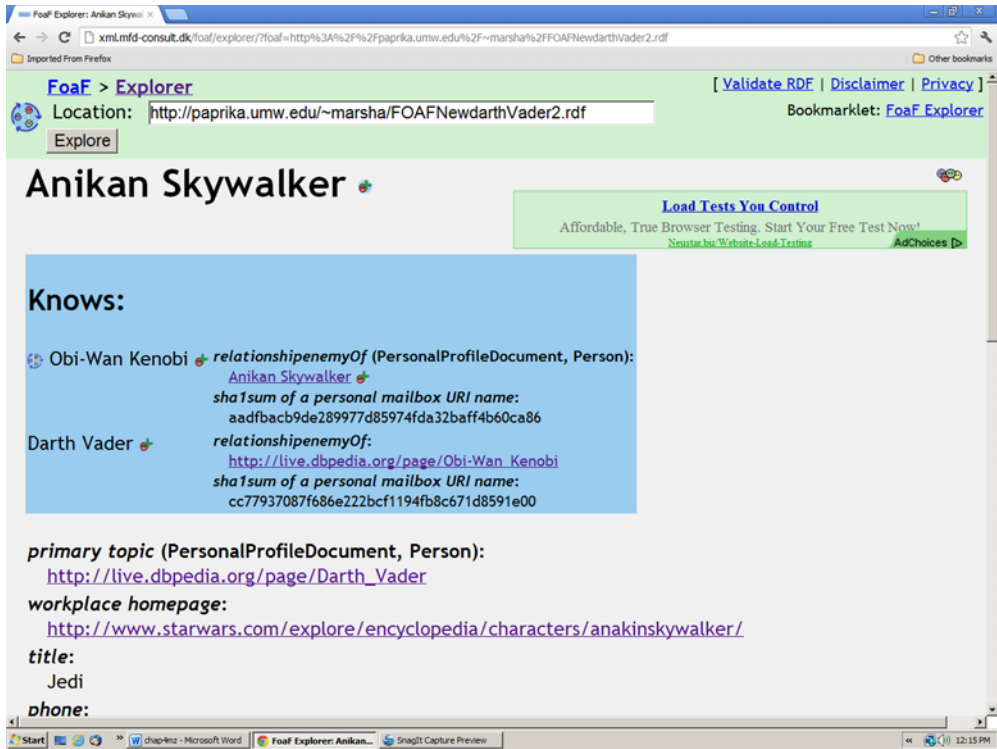 FoaF Explorer: Anikan Skywal
xml.mfd-consult.dk/foaf/explorer/?foaf=http%3A%2F%2Fpaprika.umw.edu%2F~marsha%2FFOAFNewdarthVader2.rdf
Imported From Firefox
Other bookmarks
FoaF > Explorer
[ Validate RDF | Disclaimer | Privacy ]
Location: http://paprika.umw.edu/~marsha/FOAFNewdarthVader2.rdf
Bookmarklet: FoaF Explorer
Explore
Anikan Skywalker
Load Tests You Control
Affordable, True Browser Testing. Start Your Free Test Now!
Neustar.biz/Website-Load-Testing
AdChoices
Knows:
Obi-Wan Kenobi relationshipenemyOf (PersonalProfileDocument, Person):
Anikan Skywalker
sha1sum of a personal mailbox URI name:
aadfbacb9de289977d85974fda32baff4b60ca86
Darth Vader relationshipenemyOf:
http://live.dbpedia.org/page/Obi-Wan_Kenobi
sha1sum of a personal mailbox URI name:
cc77937087f686e222bcf1194fb8c671d8591e00
primary topic (PersonalProfileDocument, Person):
http://live.dbpedia.org/page/Darth_Vader
workplace homepage:
http://www.starwars.com/explore/encyclopedia/characters/anakinskywalker/
title:
Jedi
phone:
Start » chap4mz - Microsoft Word FoaF Explorer: Anikan... SnagIt Capture Preview « 12:15 PM